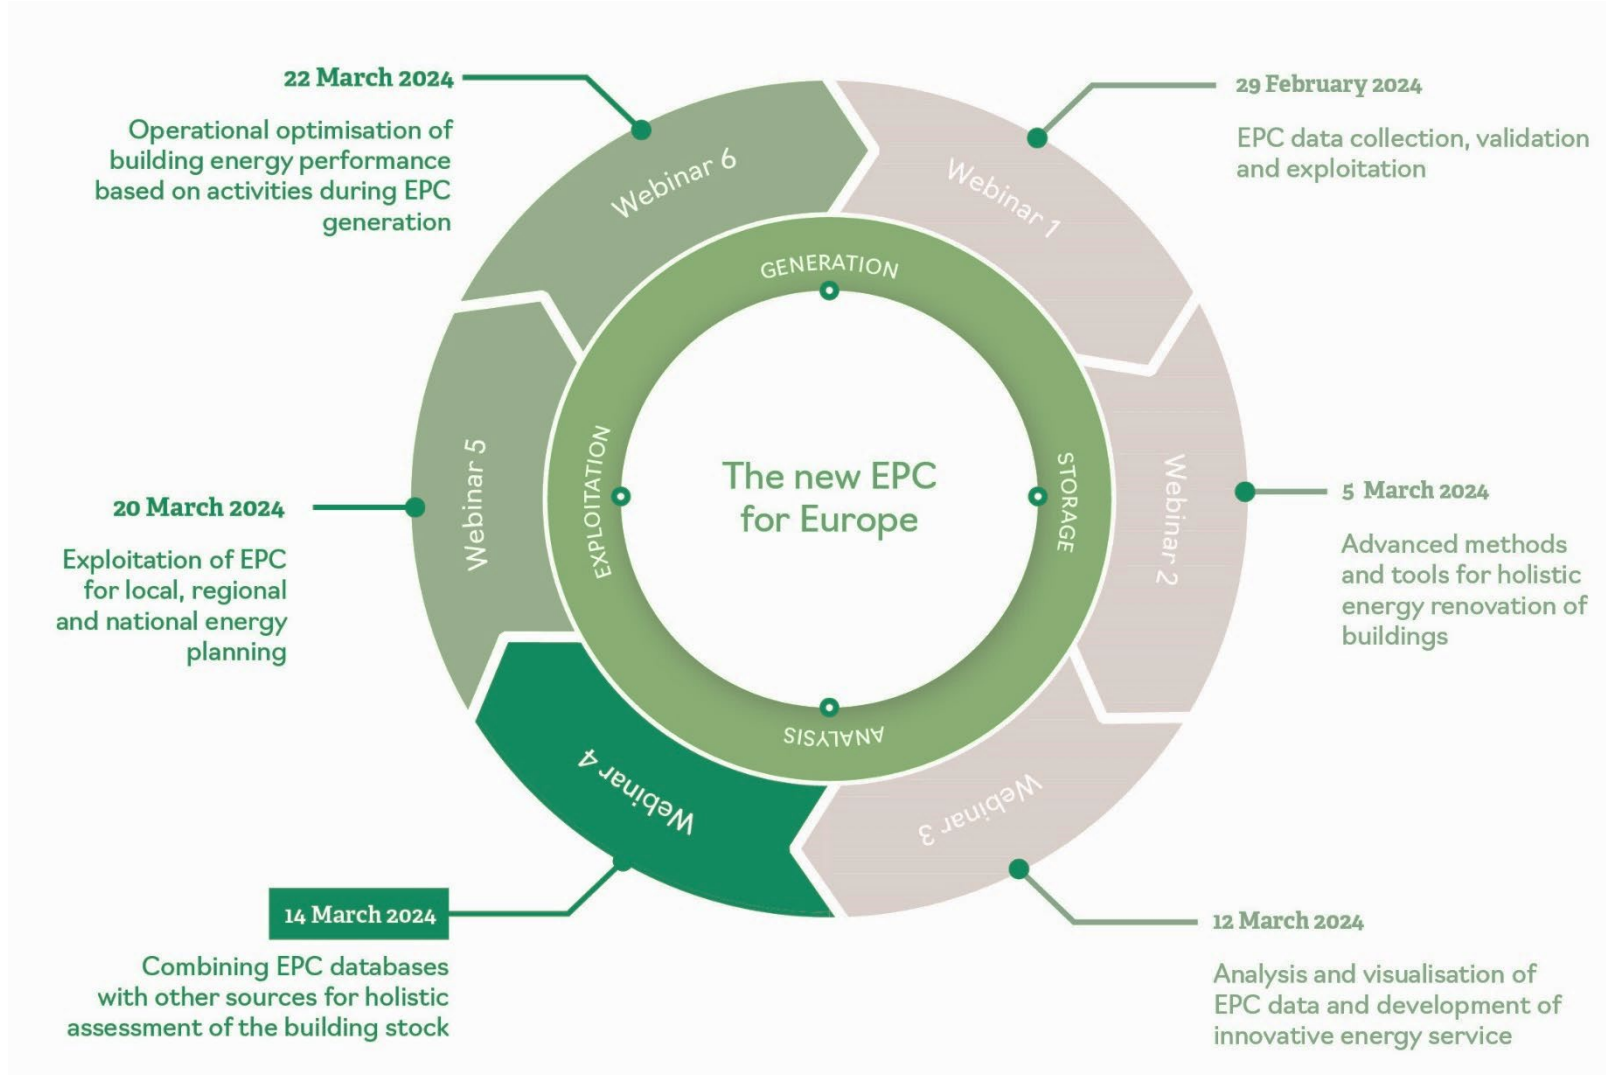 22 March 2024
Operational optimisation of
building energy performance
based on activities during EPC
generation
29 February 2024
EPC data collection, validation
and exploitation
Webinar 6
Webinar 1
GENERATION
Webinar 5
EXPLOITATION
The new EPC
for Europe
STORAGE
Webinar 2
20 March 2024
Exploitation of EPC
for local, regional
and national energy
planning
5 March 2024
Advanced methods
and tools for holistic
energy renovation of
buildings
ANALYSIS
Webinar 4
Webinar 3
14 March 2024
Combining EPC databases
with other sources for holistic
assessment of the building stock
12 March 2024
Analysis and visualisation of
EPC data and development of
innovative energy service